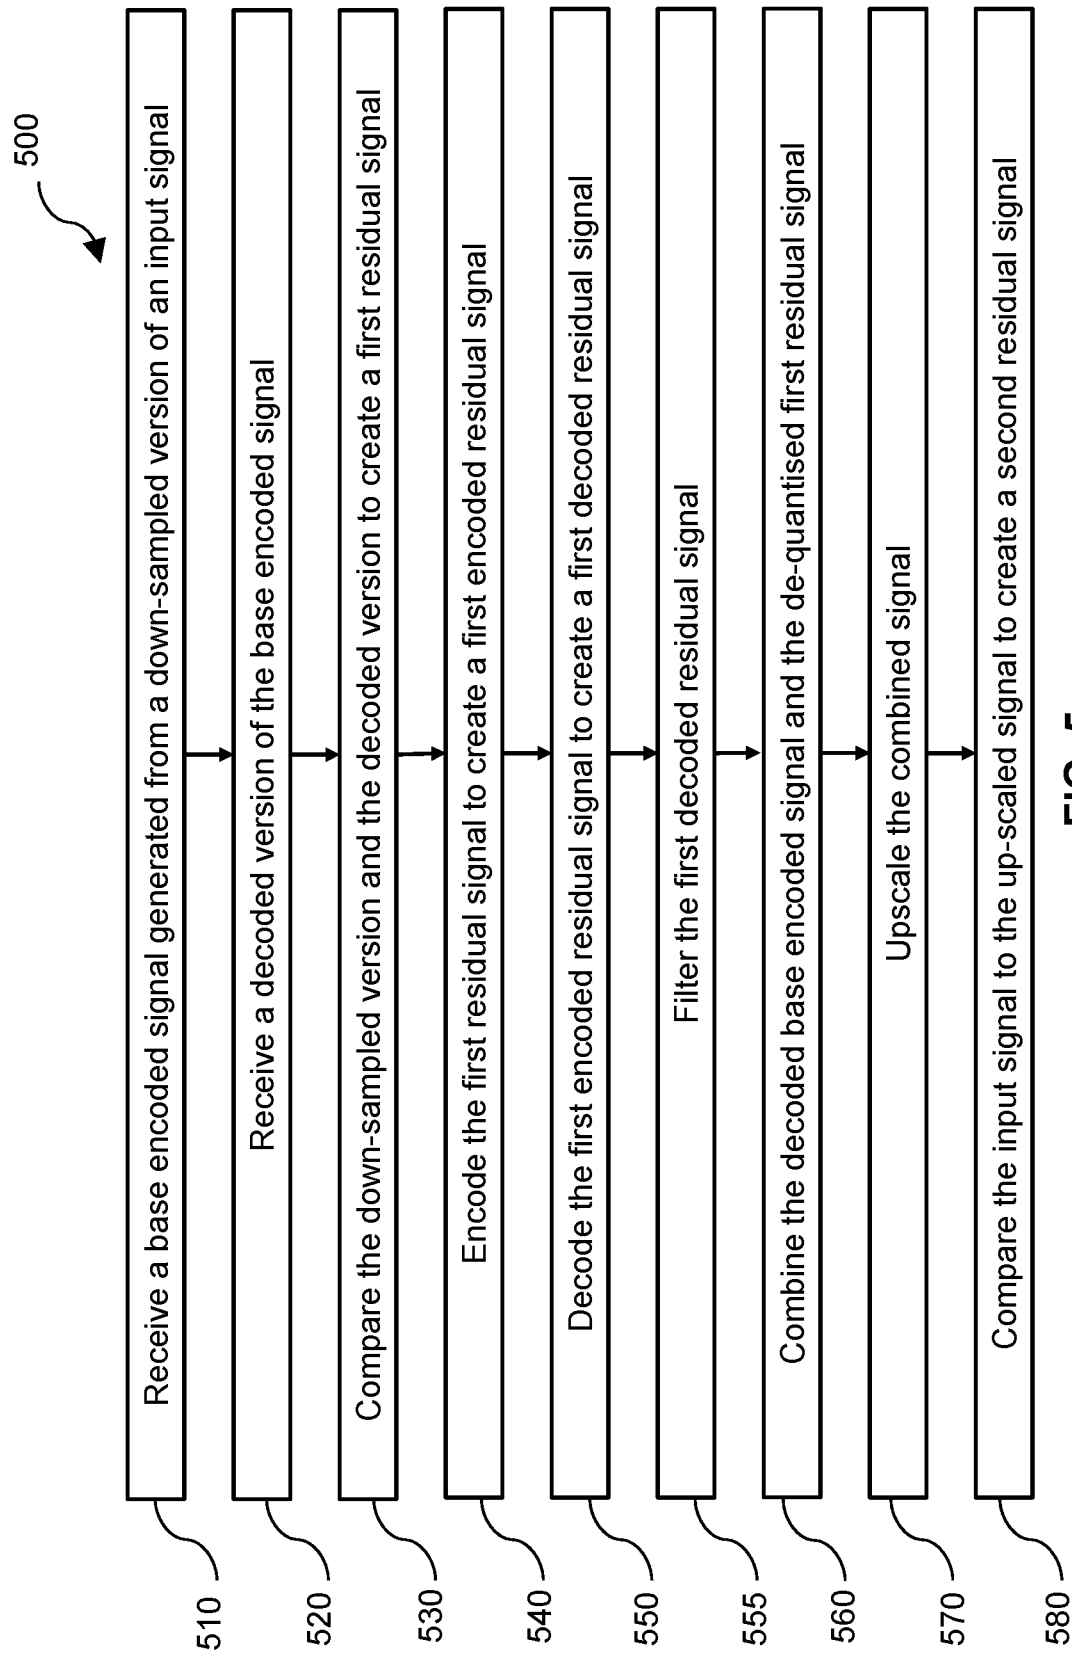 500
510
Receive a base encoded signal generated from a down-sampled version of an input signal
520
Receive a decoded version of the base encoded signal
530
Compare the down-sampled version and the decoded version to create a first residual signal
540
Encode the first residual signal to create a first encoded residual signal
550
Decode the first encoded residual signal to create a first decoded residual signal
555
Filter the first decoded residual signal
560
Combine the decoded base encoded signal and the de-quantised first residual signal
570
Upscale the combined signal
580
Compare the input signal to the up-scaled signal to create a second residual signal